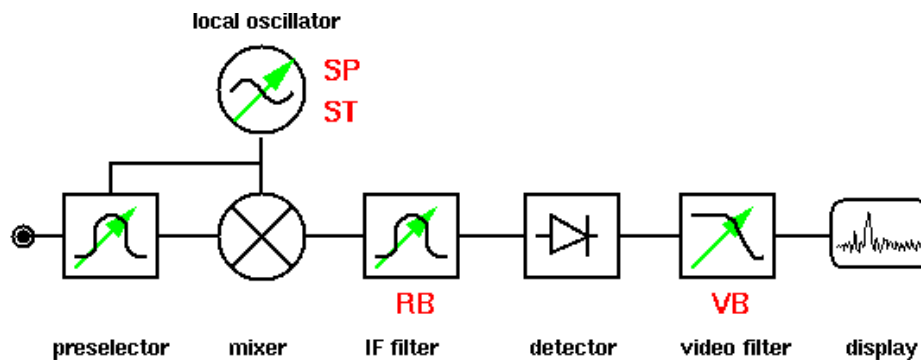 local oscillator
SP
ST
RB
VB
preselector
mixer
IF filter
detector
video filter
display